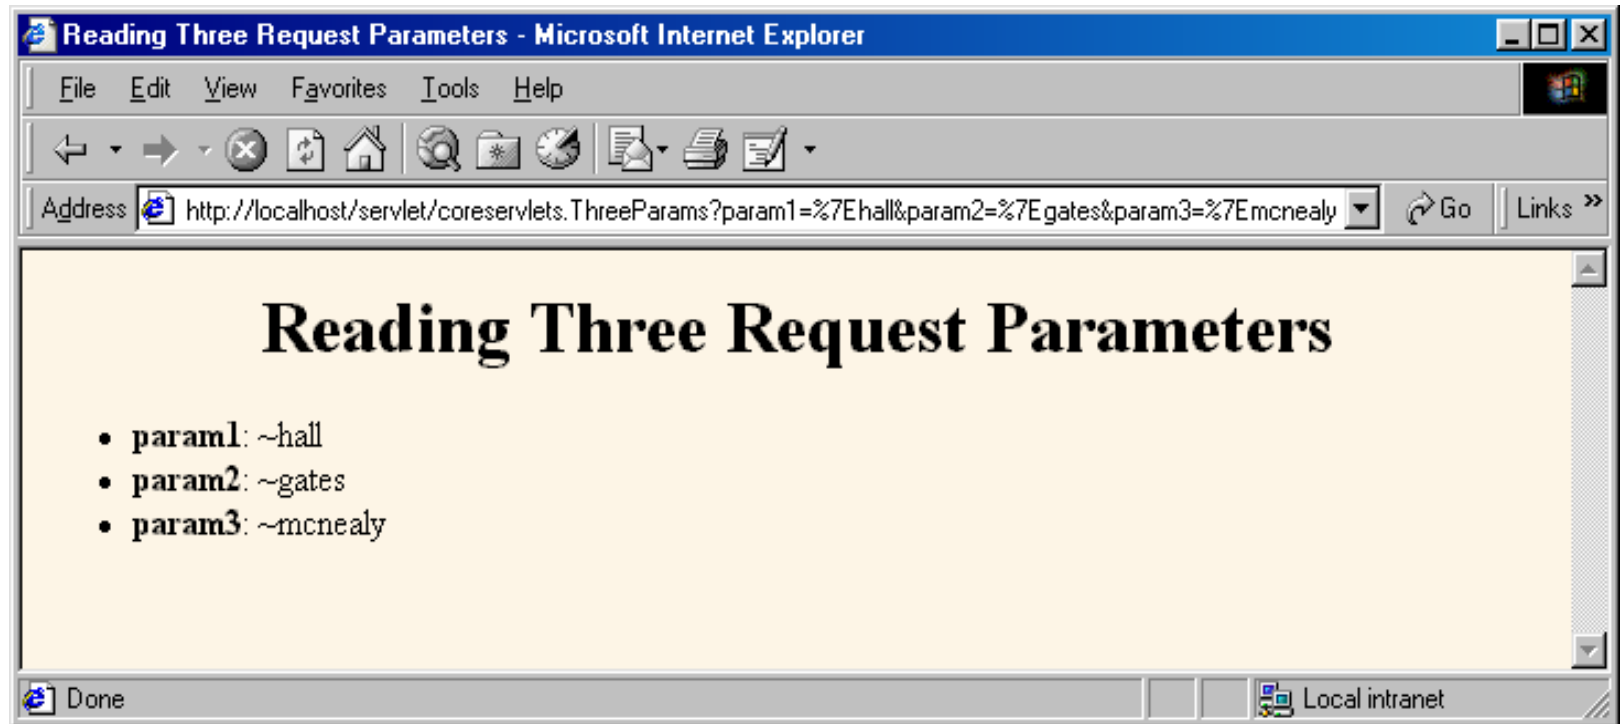 Reading Three Request Parameters - Microsoft Internet Explorer
File Edit View Favorites Tools Help
Address http://localhost/servlet/coreservlets.ThreeParams?param1=%7Ehall&param2=%7Egates&param3=%7Emcnealy Go Links »
Reading Three Request Parameters
• param1: ~hall
• param2: ~gates
• param3: ~mcnealy
Done Local intranet